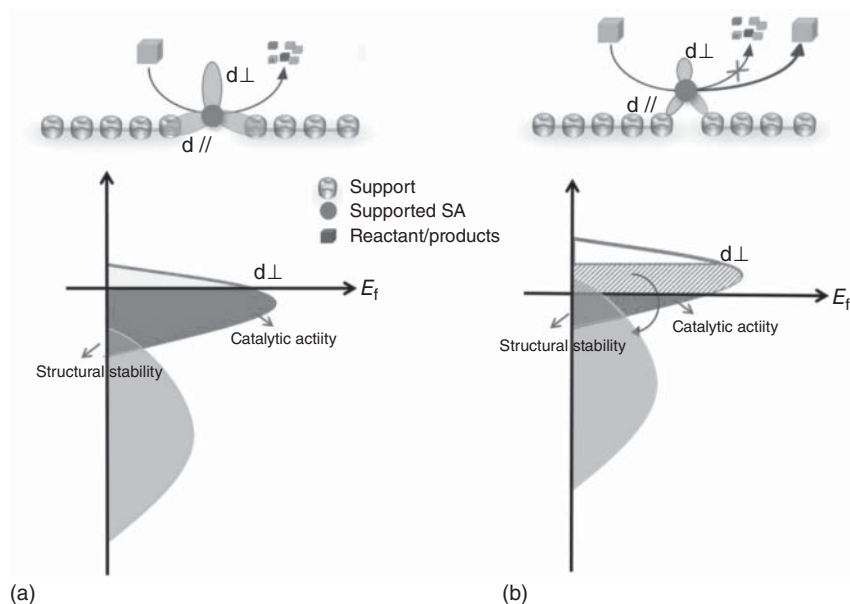 d⊥
d //
d⊥
d //
Support
Supported SA
Reactant/products
d⊥
E_f
Catalytic actiity
Structural stability
d⊥
E_f
Catalytic actiity
Structural stability
(a)
(b)